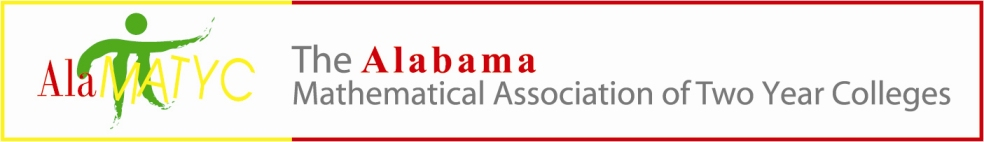 AlaMATYC
The Alabama
Mathematical Association of Two Year Colleges